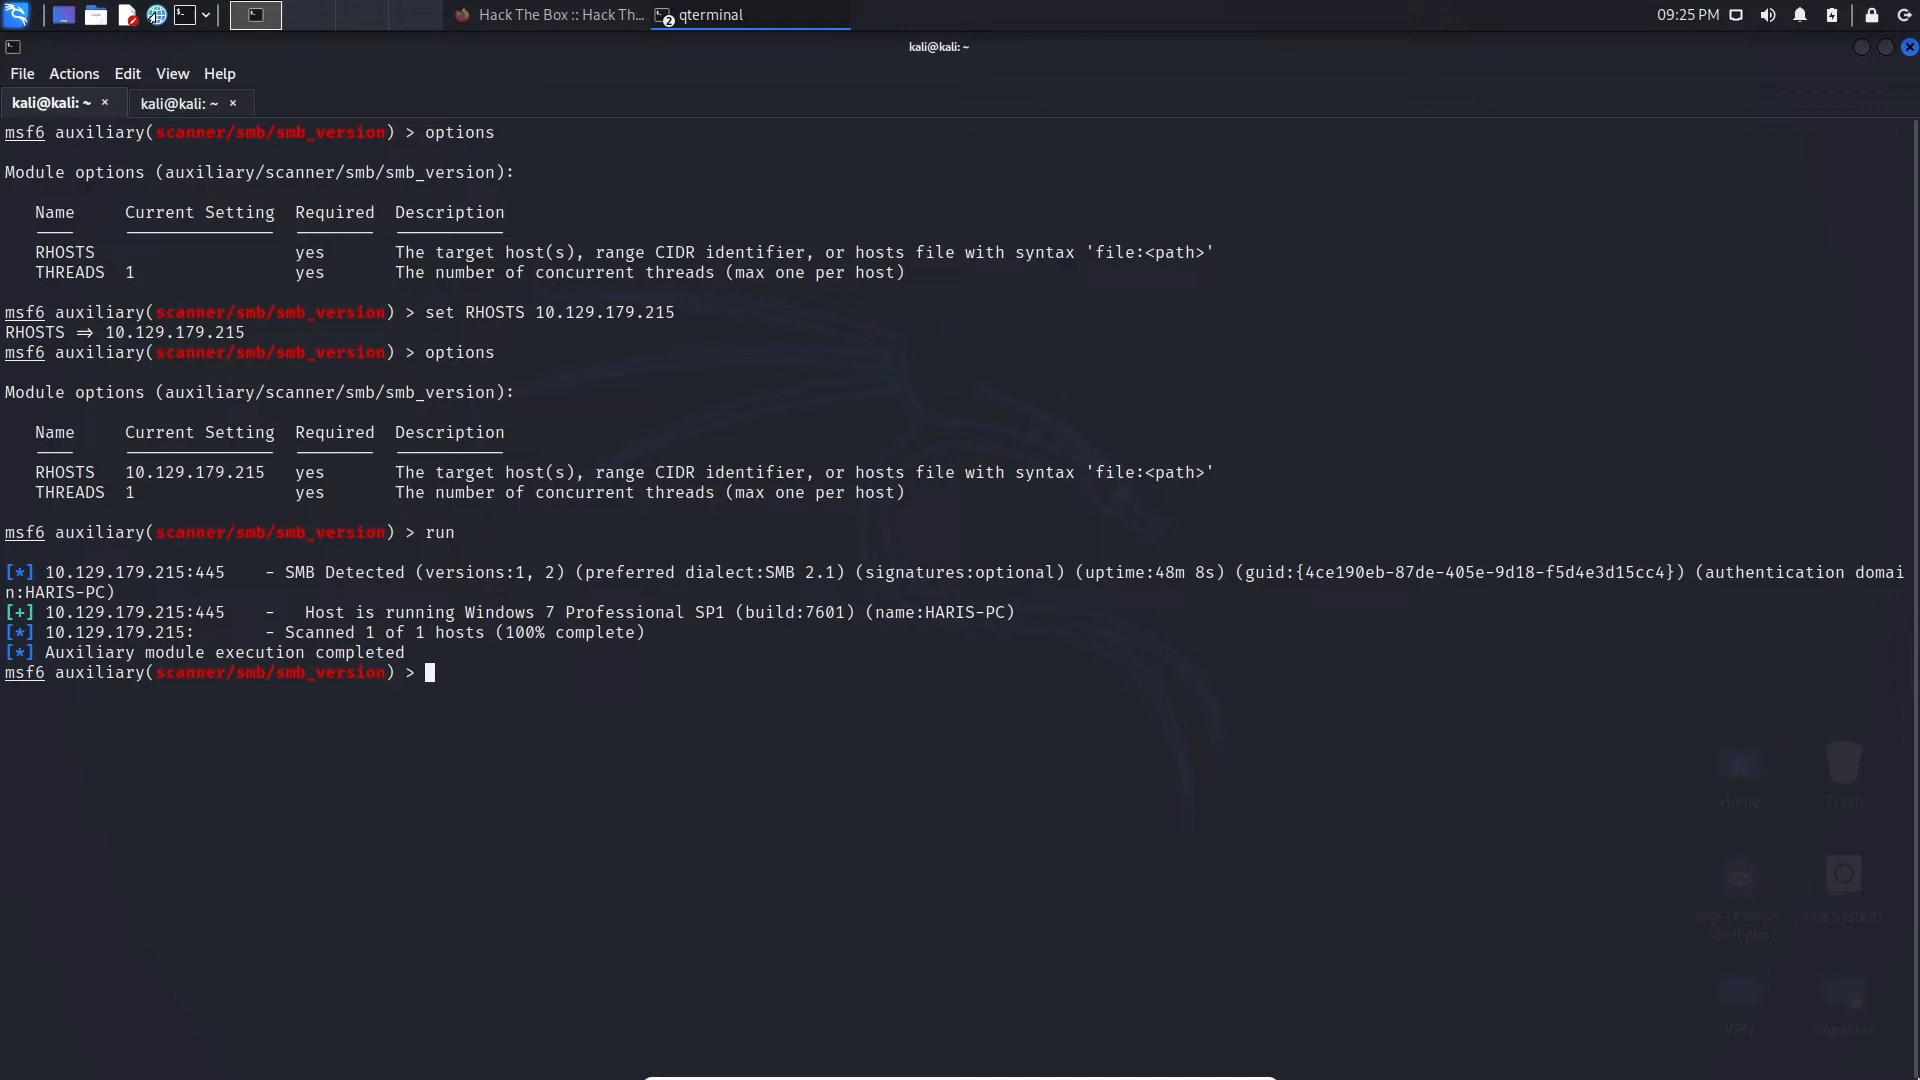 Hack The Box :: Hack Th...
2
qterminal
09:25 PM
kali@kali: ~
File Actions Edit View Help
kali@kali: ~ ×
kali@kali: ~ ×
msf6 auxiliary(scanner/smb/smb_version) > options
Module options (auxiliary/scanner/smb/smb_version):
Name Current Setting Required Description
RHOSTS yes The target host(s), range CIDR identifier, or hosts file with syntax 'file:<path>'
THREADS 1 yes The number of concurrent threads (max one per host)
msf6 auxiliary(scanner/smb/smb_version) > set RHOSTS 10.129.179.215
RHOSTS => 10.129.179.215
msf6 auxiliary(scanner/smb/smb_version) > options
Module options (auxiliary/scanner/smb/smb_version):
Name Current Setting Required Description
RHOSTS 10.129.179.215 yes The target host(s), range CIDR identifier, or hosts file with syntax 'file:<path>'
THREADS 1 yes The number of concurrent threads (max one per host)
msf6 auxiliary(scanner/smb/smb_version) > run
[*] 10.129.179.215:445 - SMB Detected (versions:1, 2) (preferred dialect:SMB 2.1) (signatures:optional) (uptime:48m 8s) (guid:{4ce190eb-87de-405e-9d18-f5d4e3d15cc4}) (authentication domai
n:HARIS-PC)
[+] 10.129.179.215:445 - Host is running Windows 7 Professional SP1 (build:7601) (name:HARIS-PC)
[*] 10.129.179.215: - Scanned 1 of 1 hosts (100% complete)
[*] Auxiliary module execution completed
msf6 auxiliary(scanner/smb/smb_version) >
Home
Trash
File System
VPN